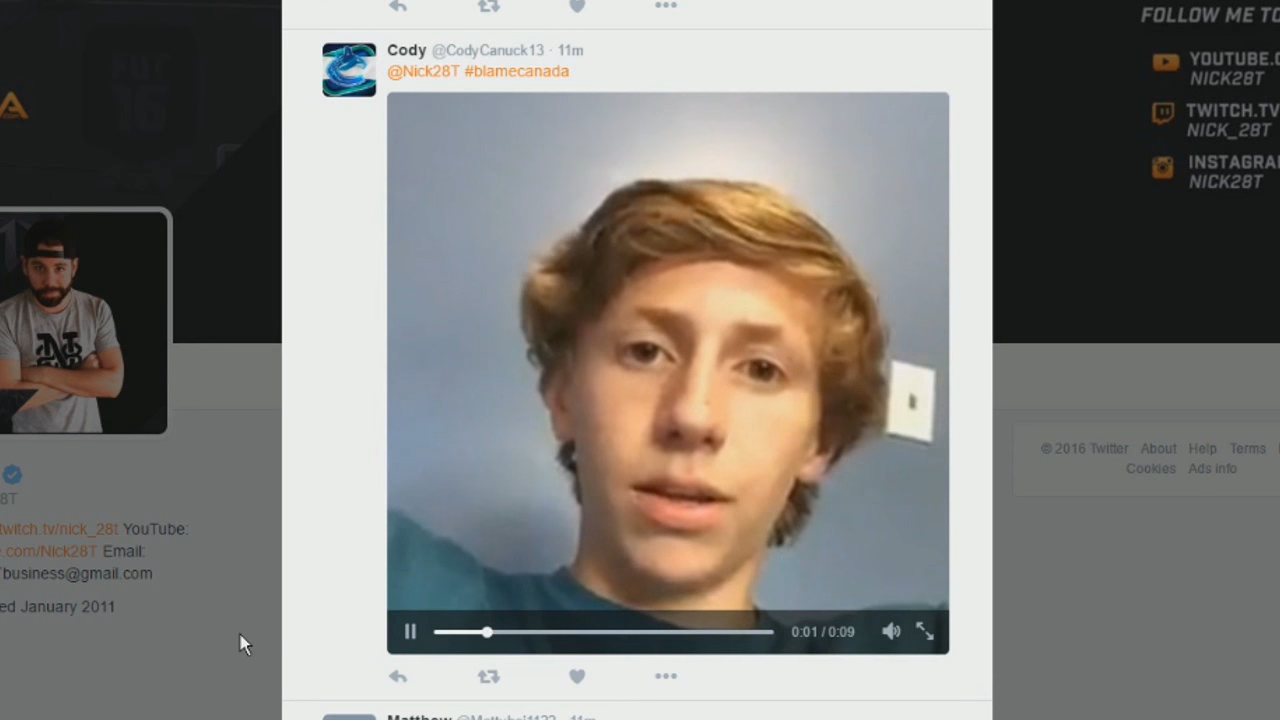 FOLLOW ME TO
YOUTUBE.C
NICK28T
TWITCH.TV
NICK_28T
INSTAGRA
NICK28T
Cody @CodyCanuck13 · 11m
@Nick28T #blamecanada
0:01 / 0:09
8T
twitch.tv/nick_28t YouTube:
.com/Nick28T Email:
business@gmail.com
ed January 2011
© 2016 Twitter About Help Terms
Cookies Ads info